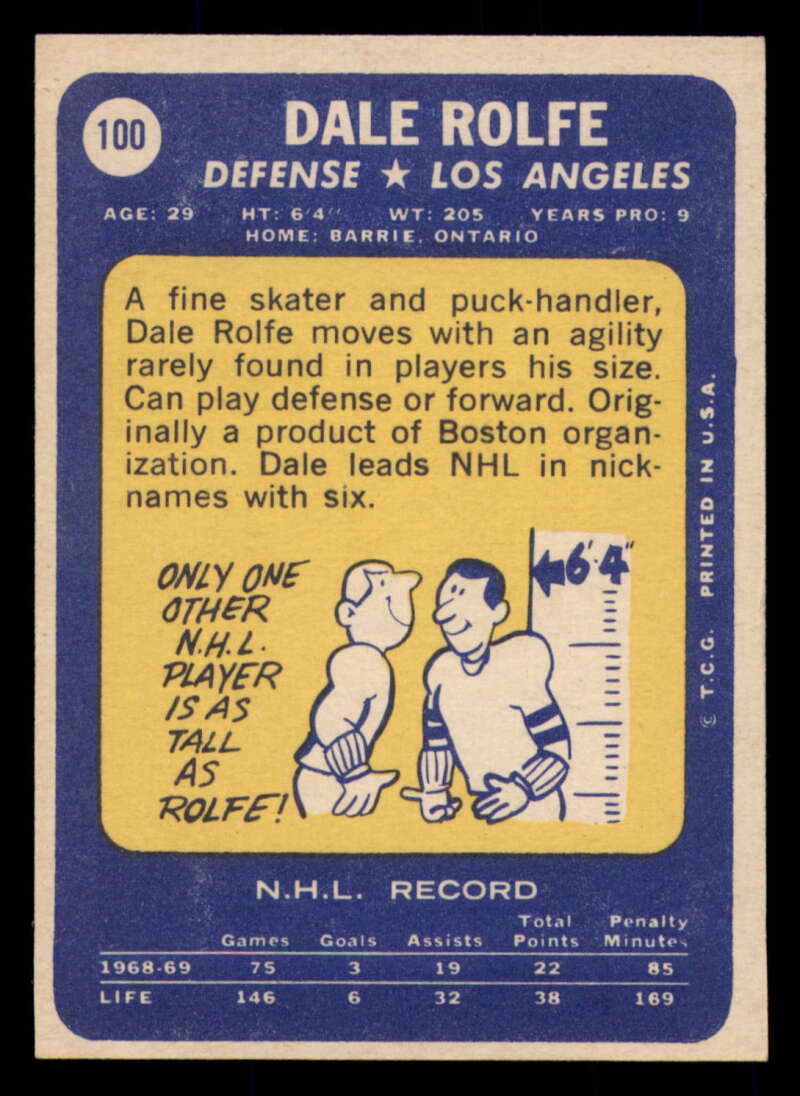 100
DALE ROLFE
DEFENSE ★ LOS ANGELES
AGE: 29 HT: 6'4" WT: 205 YEARS PRO: 9
HOME: BARRIE, ONTARIO
A fine skater and puck-handler,
Dale Rolfe moves with an agility
rarely found in players his size.
Can play defense or forward. Orig-
inally a product of Boston organ-
ization. Dale leads NHL in nick-
names with six.
ONLY ONE
OTHER
N.H.L.
PLAYER
IS AS
TALL
AS
ROLFE!
6'4"
© T.C.G. PRINTED IN U.S.A.
N.H.L. RECORD
Games Goals Assists Total Points Penalty Minutes
1968-69 75 3 19 22 85
LIFE 146 6 32 38 169